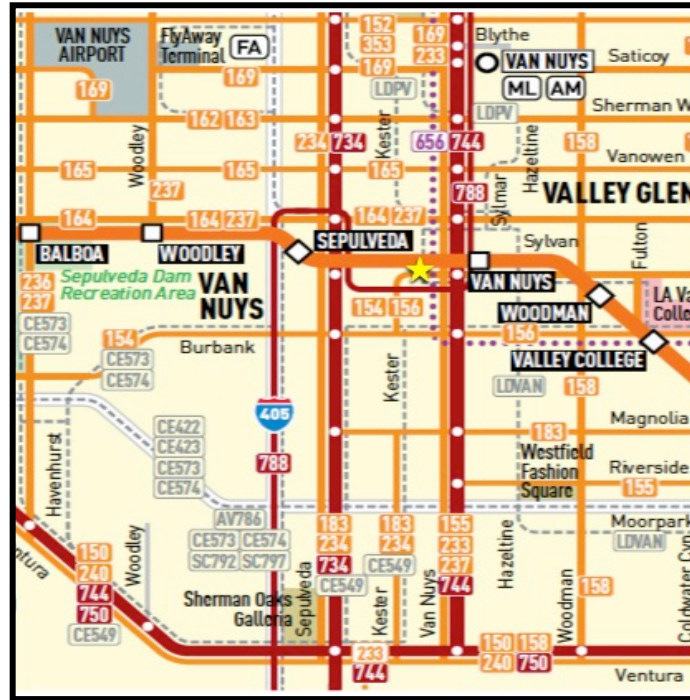 VAN NUYS
AIRPORT
FlyAway
Terminal
FA
152
353
169
169
233
Blythe
VAN NUYS
ML
AM
Saticoy
169
169
LDPV
LDPV
Sherman W
162
163
Woodley
234
734
Kester
656
744
Hazeltine
158
Vanowen
165
165
165
237
788
Sylmar
VALLEY GLEN
164
164
237
164
237
SEPULVEDA
Sylvan
Fulton
BALBOA
WOODLEY
VAN NUYS
Sepulveda Dam
Recreation Area
VAN
NUYS
236
237
CE573
CE574
154
156
WOODMAN
LA Va
Colle
156
154
CE573
CE574
Burbank
Kester
VALLEY COLLEGE
LDVAN
158
405
CE422
CE423
CE573
CE574
788
Magnolia
183
Westfield
Fashion
Square
Riverside
155
Havenhurst
AV786
CE573
CE574
SC792
SC797
183
234
734
CE549
183
234
CE549
155
233
237
744
Moorpark
LDVAN
Hazeltine
Woodman
158
Coldwater Cyn
ntura
150
240
744
750
CE549
Woodley
Sherman Oaks
Galleria
Sepulveda
Kester
Van Nuys
233
744
150
158
240
750
Ventura